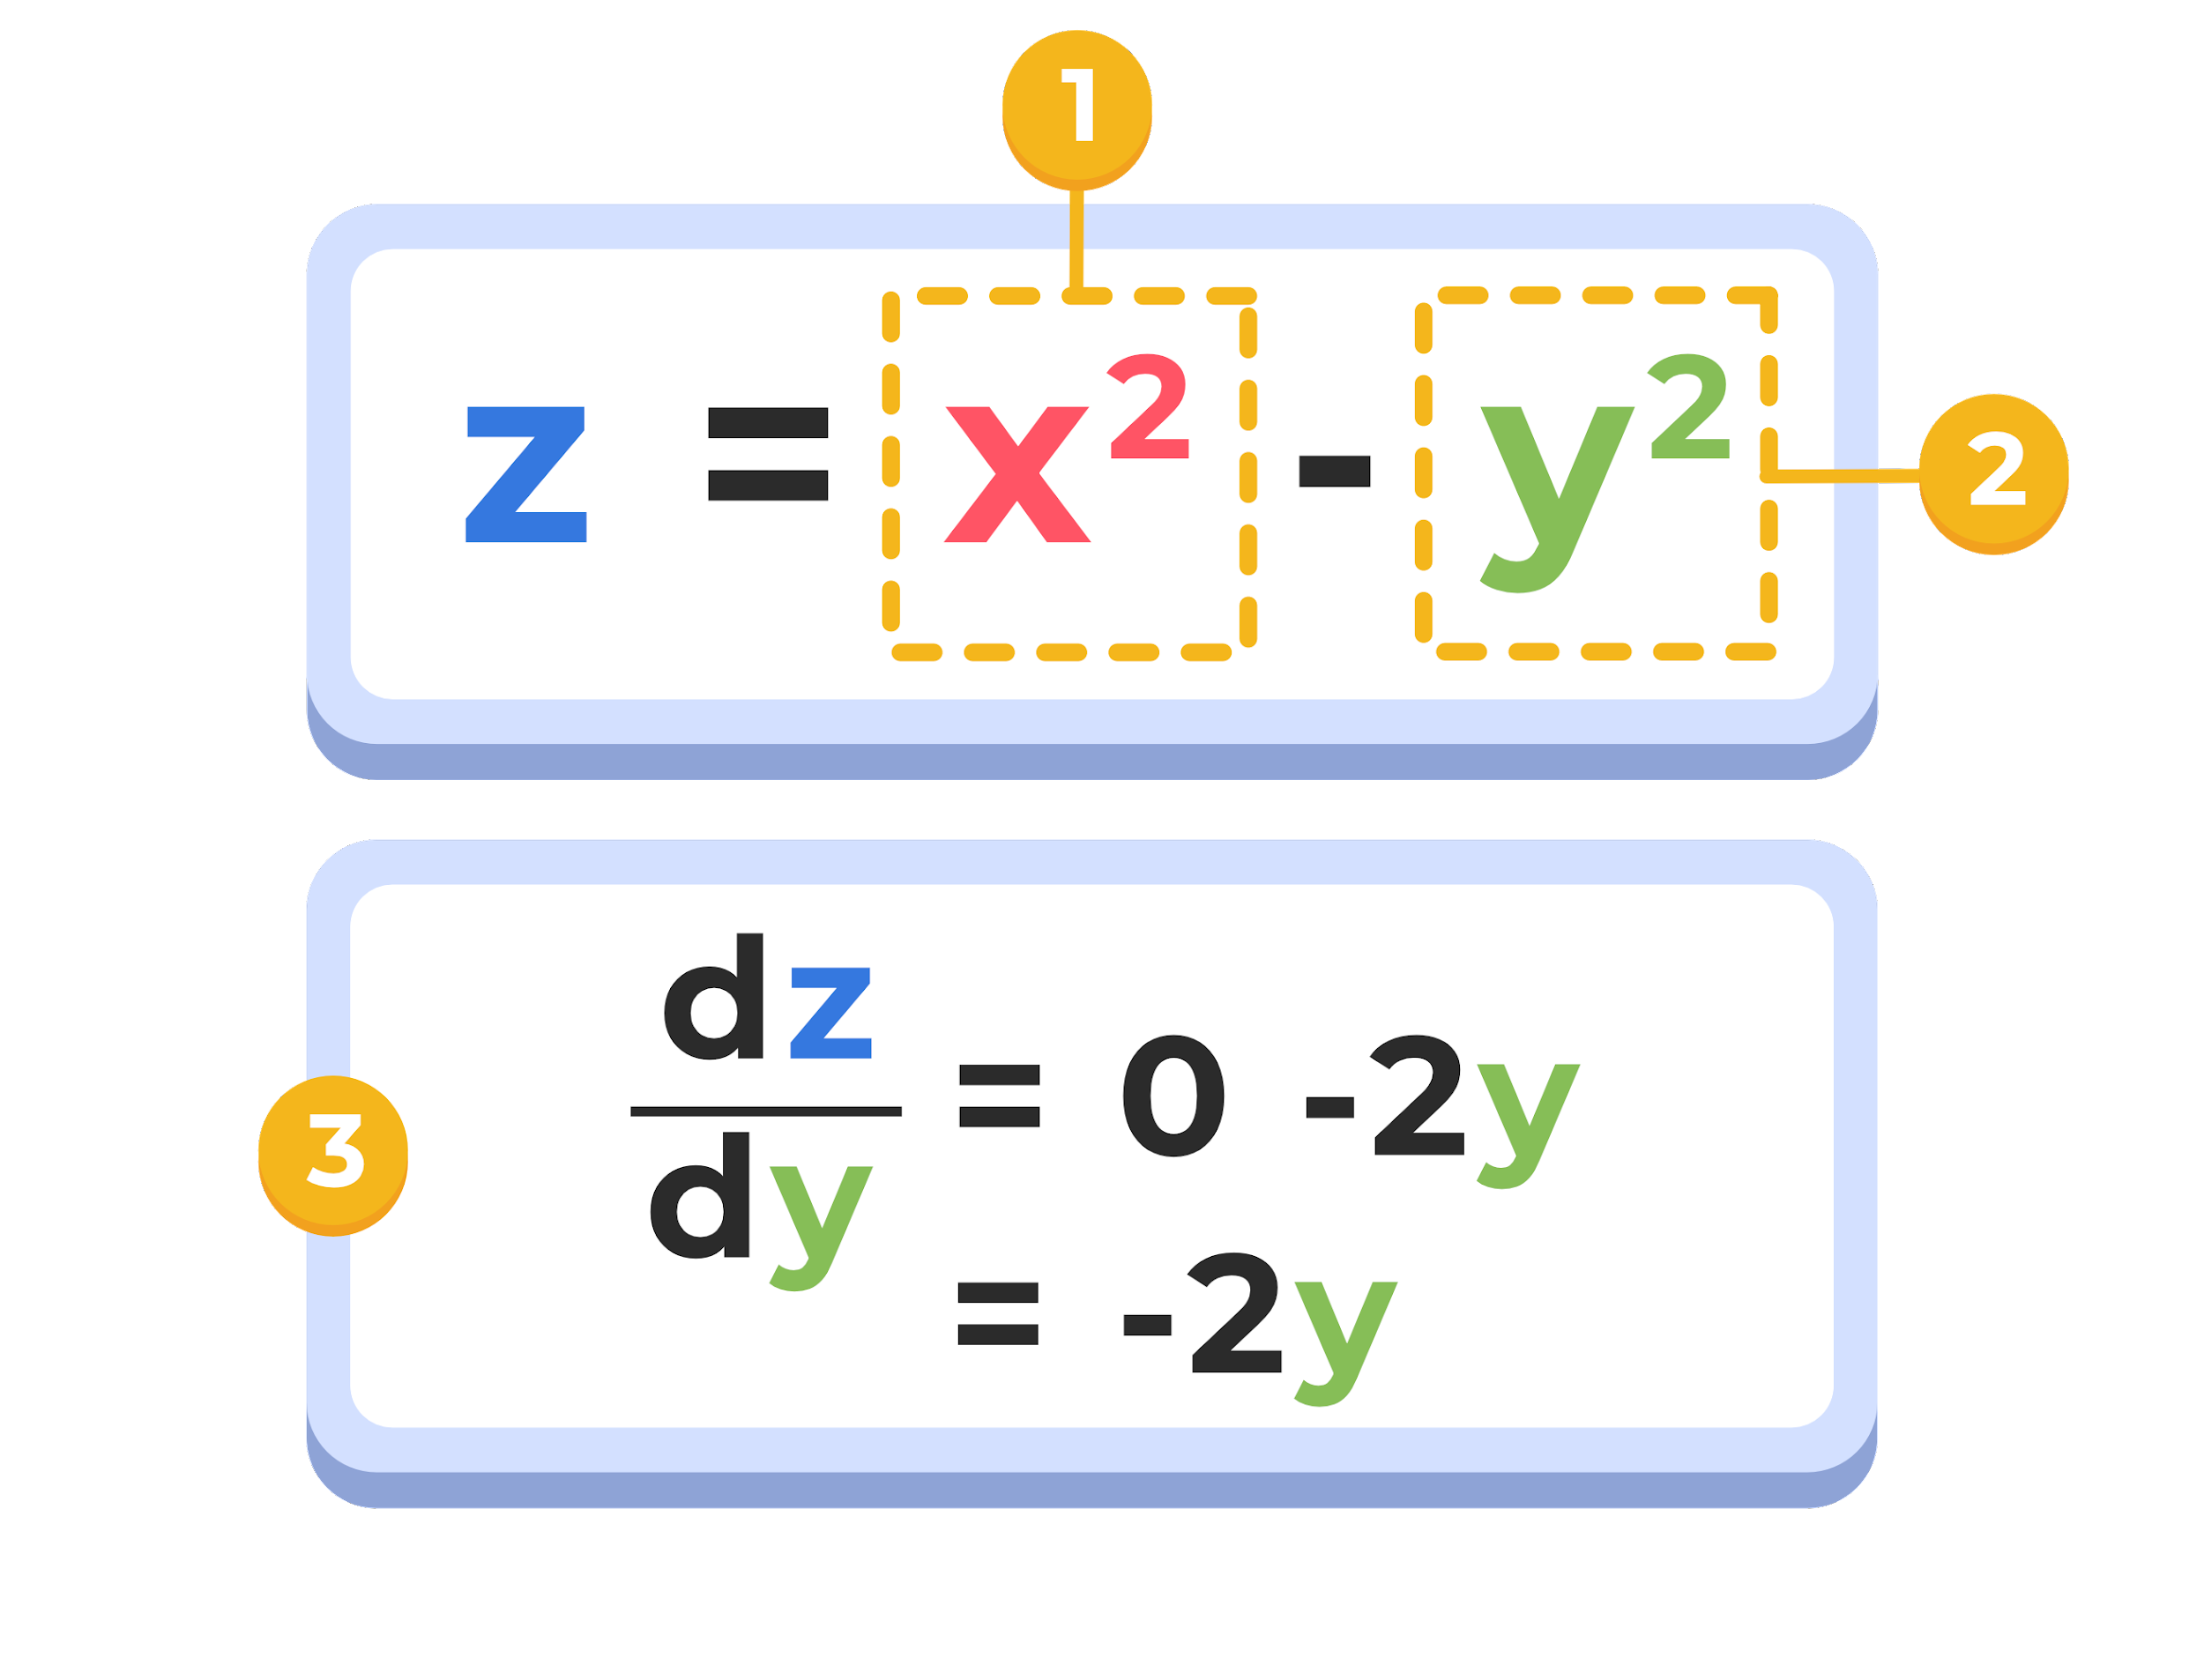 1
z = x² - y²
2
3
dz
dy
= 0 -2y
= -2y